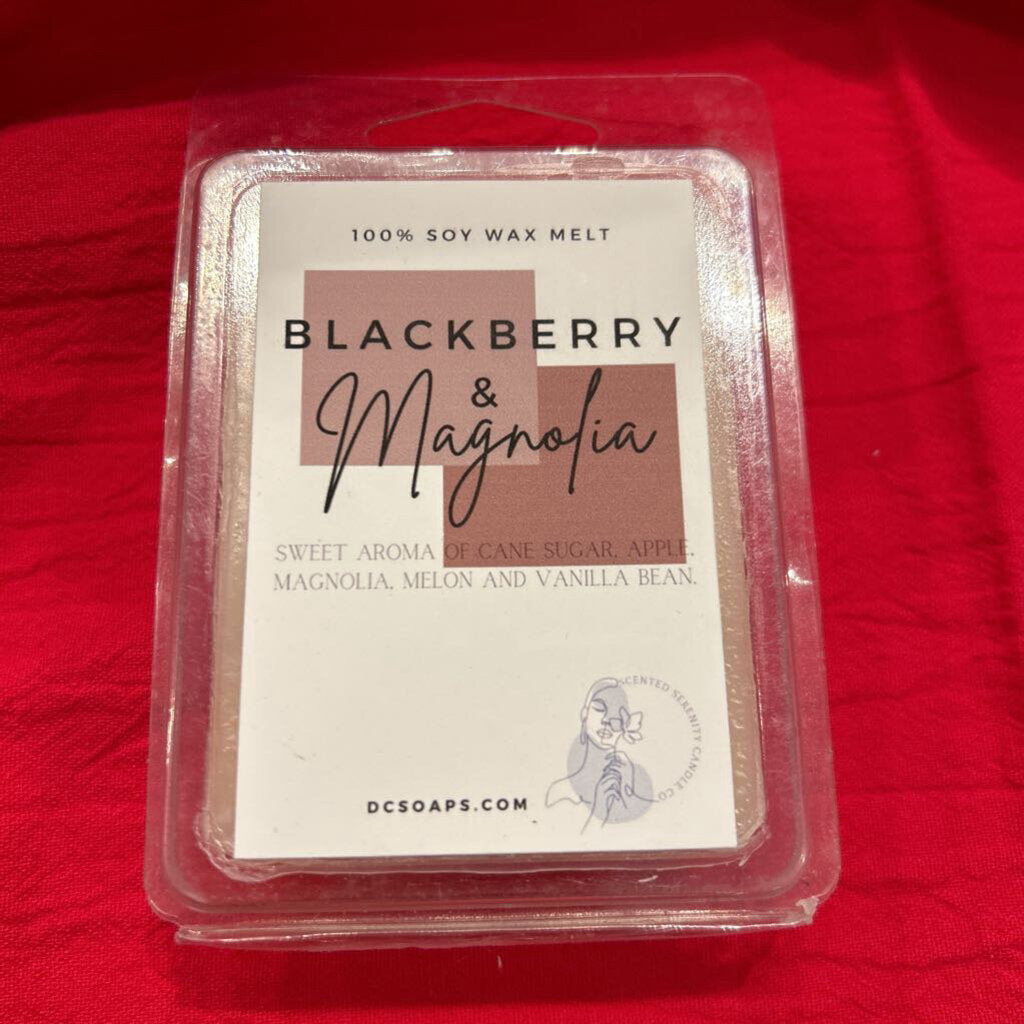 100% SOY WAX MELT
BLACKBERRY
&
Magnolia
SWEET AROMA OF CANE SUGAR, APPLE,
MAGNOLIA, MELON AND VANILLA BEAN.
SCENTED SERENITY CANDLE CO
DCSOAPS.COM